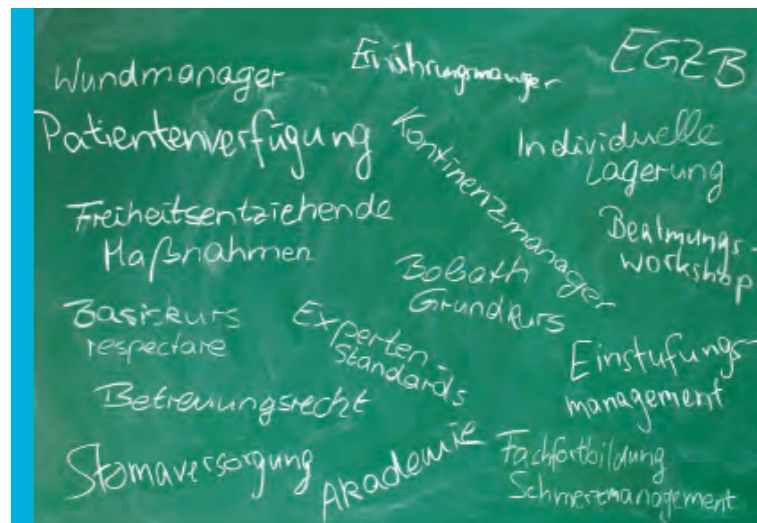 Wundmanager
Ernährungsmanger
EGZB
Patientenverfügung
Kontinenzmanager
Individuelle
Lagerung
Freiheitsentziehende
Maßnahmen
Beatmungs-
workshop
Bobath
Grundkurs
Basiskurs
respectare
Experten-
Standards
Einstufungs-
management
Betreuungsrecht
Stomaversorgung
Akademie
Fachfortbildung
Schmerzmanagement